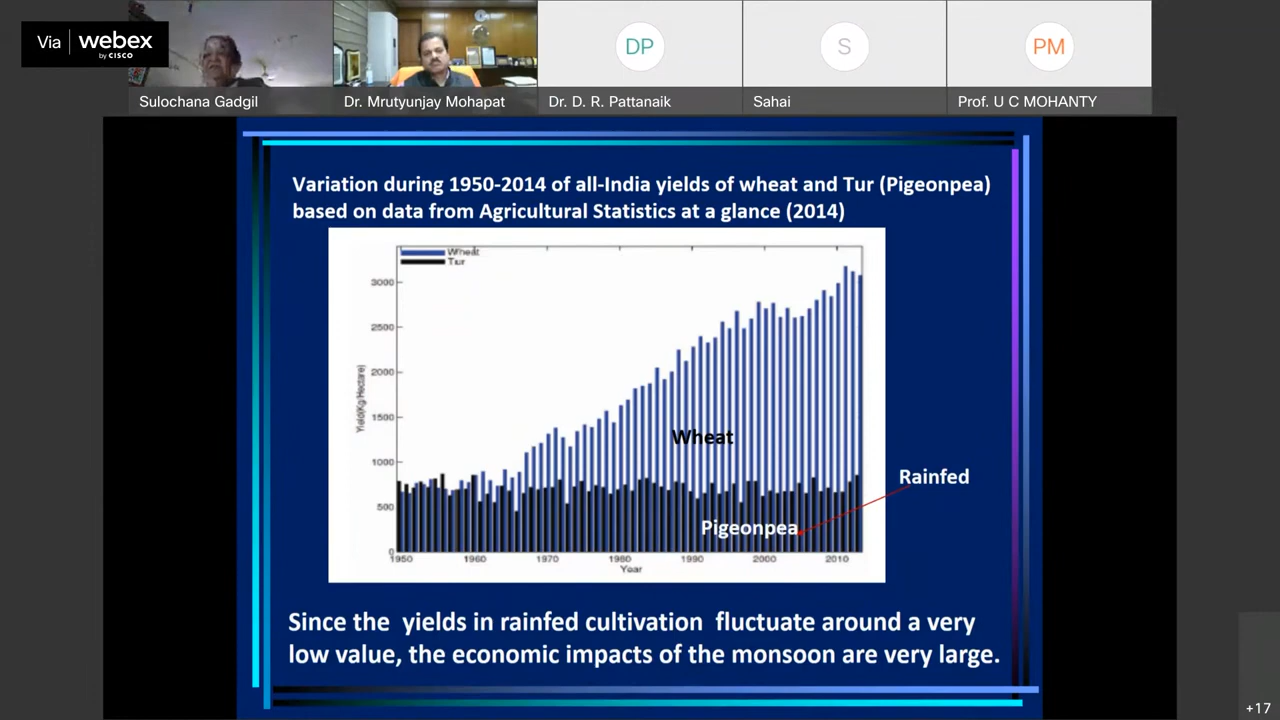 Via webex
by CISCO
DP
S
PM
Sulochana Gadgil
Dr. Mrutyunjay Mohapat
Dr. D. R. Pattanaik
Sahai
Prof. U C MOHANTY
Variation during 1950-2014 of all-India yields of wheat and Tur (Pigeonpea)
based on data from Agricultural Statistics at a glance (2014)
Wheat
Tur
3000
2500
2000
1500
1000
500
0
Yield(Kg/Hectare)
Wheat
Pigeonpea
Rainfed
1950 1960 1970 1980 1990 2000 2010
Year
Since the yields in rainfed cultivation fluctuate around a very
low value, the economic impacts of the monsoon are very large.
+17